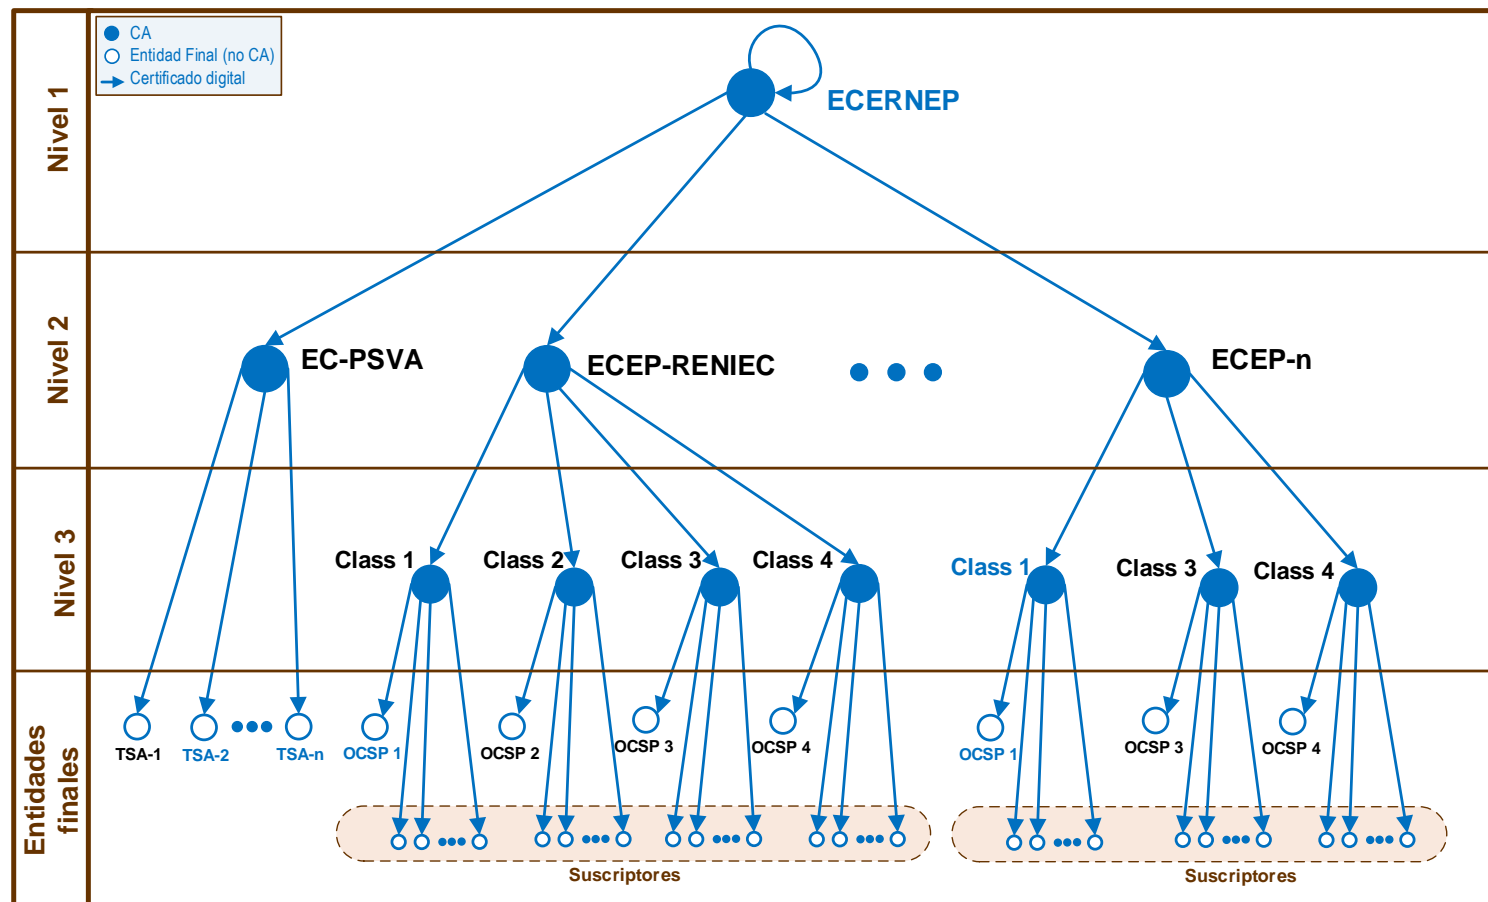 CA
Entidad Final (no CA)
Certificado digital
Nivel 1
ECERNEP
Nivel 2
EC-PSVA
ECEP-RENIEC
ECEP-n
Nivel 3
Class 1
Class 2
Class 3
Class 4
Class 1
Class 3
Class 4
Entidades
finales
TSA-1
TSA-2
TSA-n
OCSP 1
OCSP 2
OCSP 3
OCSP 4
OCSP 1
OCSP 3
OCSP 4
Suscriptores
Suscriptores